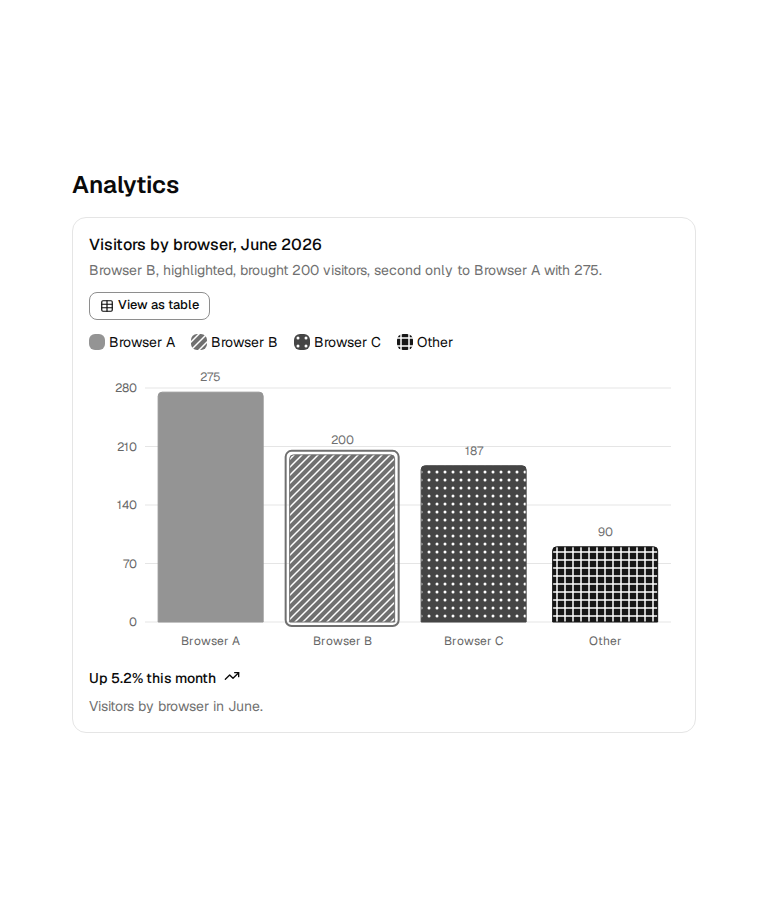 Analytics
Visitors by browser, June 2026
Browser B, highlighted, brought 200 visitors, second only to Browser A with 275.
View as table
Browser A Browser B Browser C Other
275
280
200
210
187
140
90
70
0
Browser A Browser B Browser C Other
Up 5.2% this month
Visitors by browser in June.